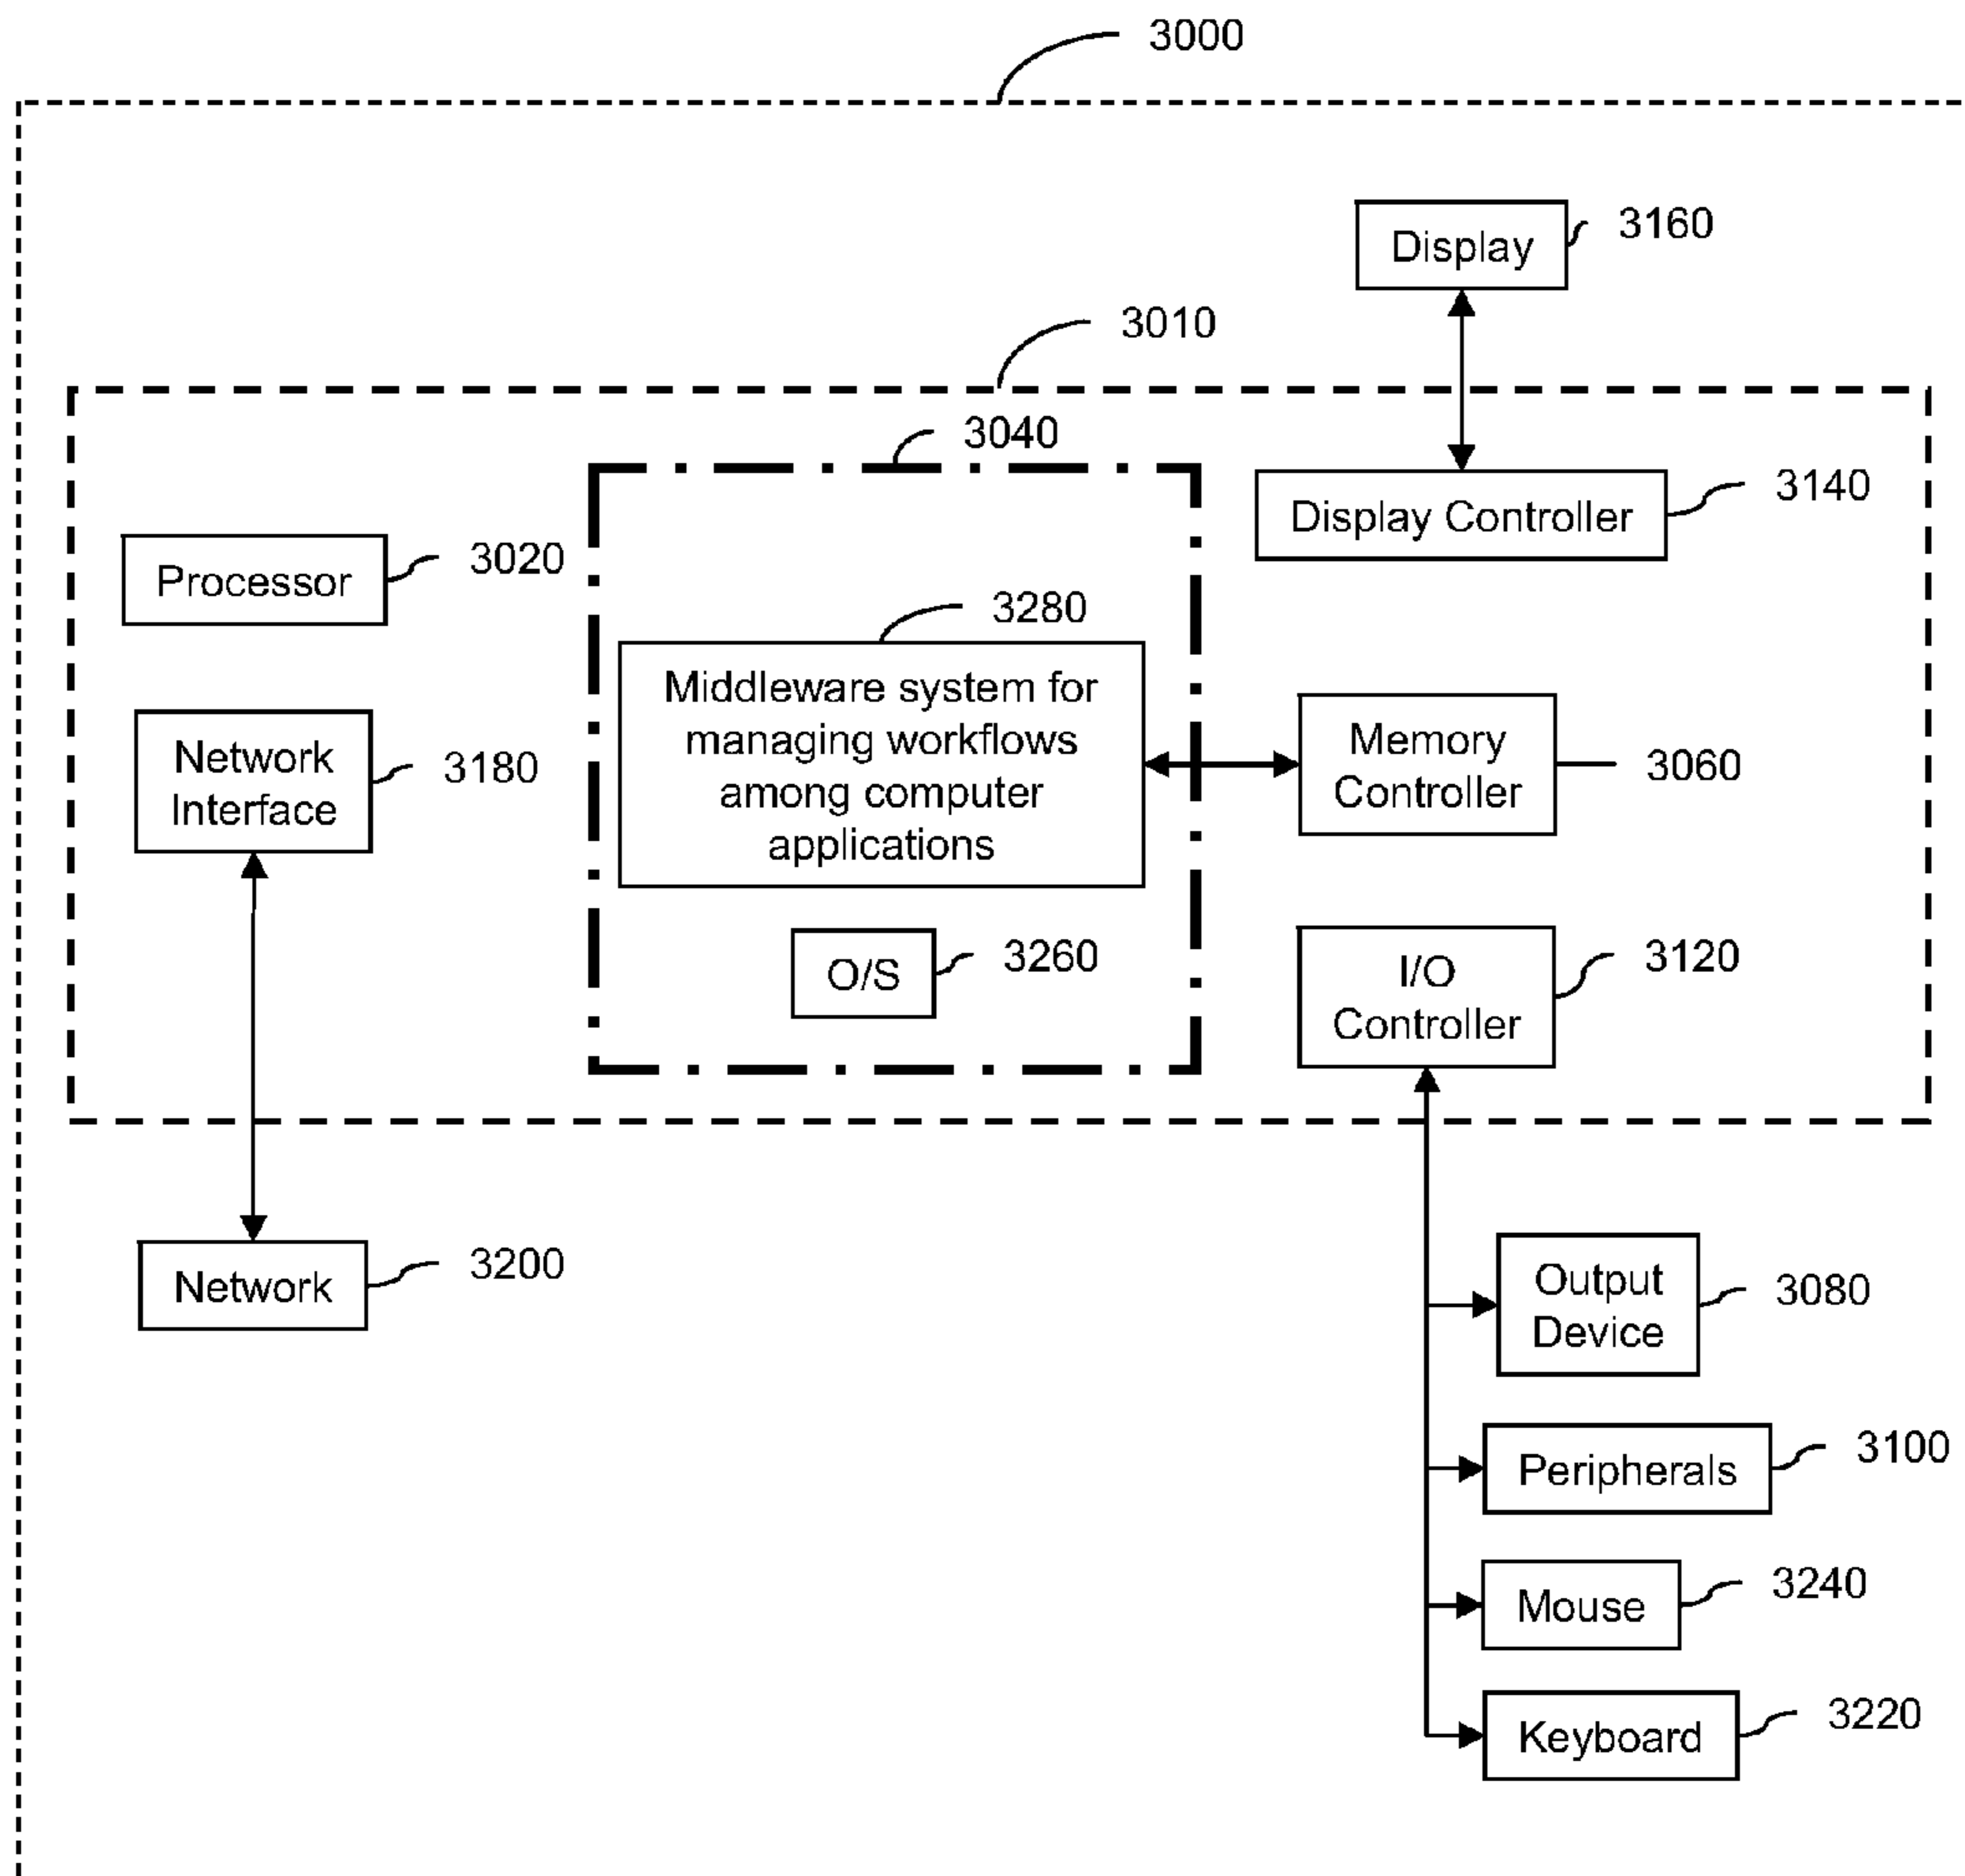 3000
Display
3160
3010
3040
Display Controller
3140
Processor
3020
3280
Middleware system for
managing workflows
among computer
applications
Memory
Controller
3060
Network
Interface
3180
O/S
3260
I/O
Controller
3120
Network
3200
Output
Device
3080
Peripherals
3100
Mouse
3240
Keyboard
3220